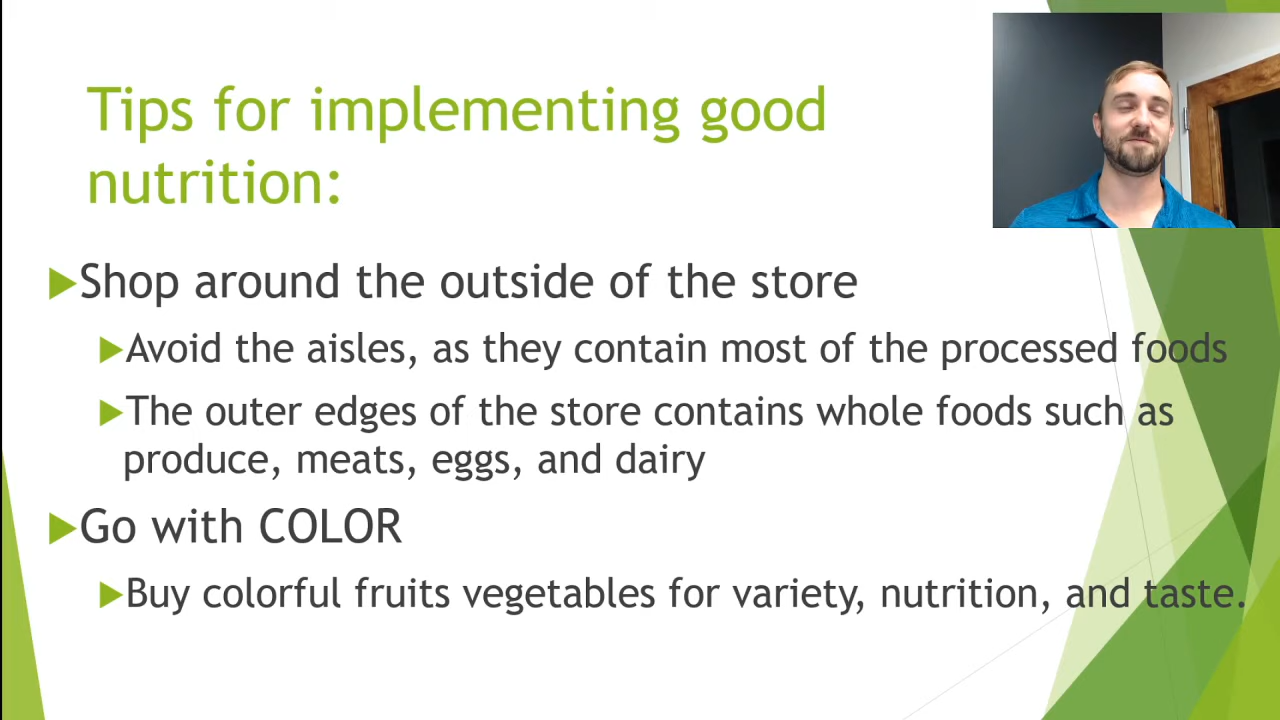 Tips for implementing good
nutrition:
Shop around the outside of the store
Avoid the aisles, as they contain most of the processed foods
The outer edges of the store contains whole foods such as
produce, meats, eggs, and dairy
Go with COLOR
Buy colorful fruits vegetables for variety, nutrition, and taste.